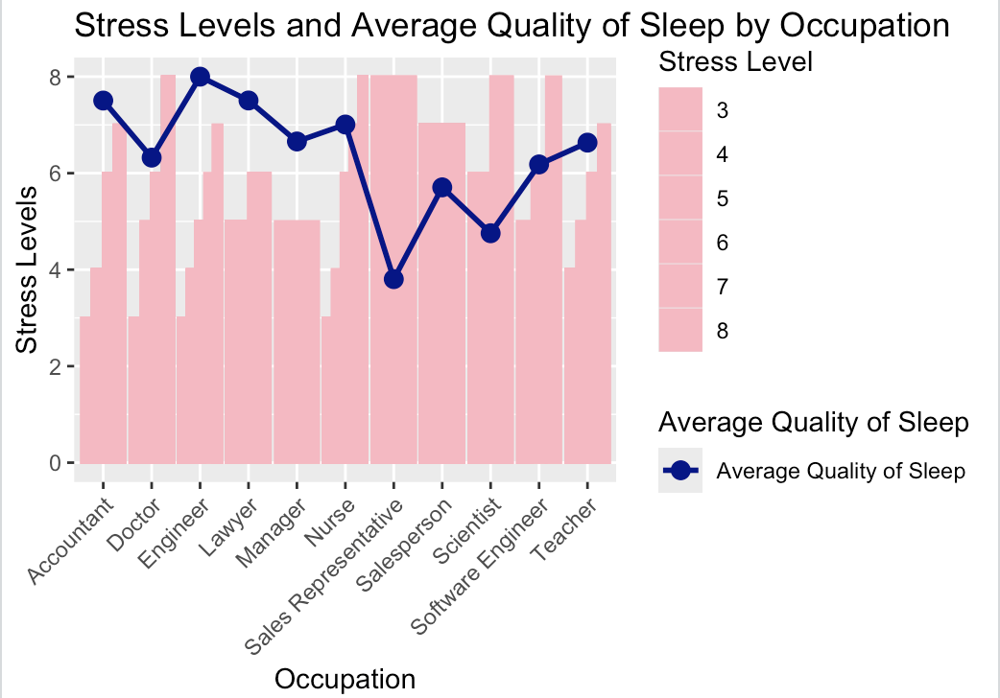 Stress Levels and Average Quality of Sleep by Occupation
Stress Levels
8
6
4
2
0
Accountant
Doctor
Engineer
Lawyer
Manager
Nurse
Sales Representative
Salesperson
Scientist
Software Engineer
Teacher
Occupation
Stress Level
3
4
5
6
7
8
Average Quality of Sleep
Average Quality of Sleep